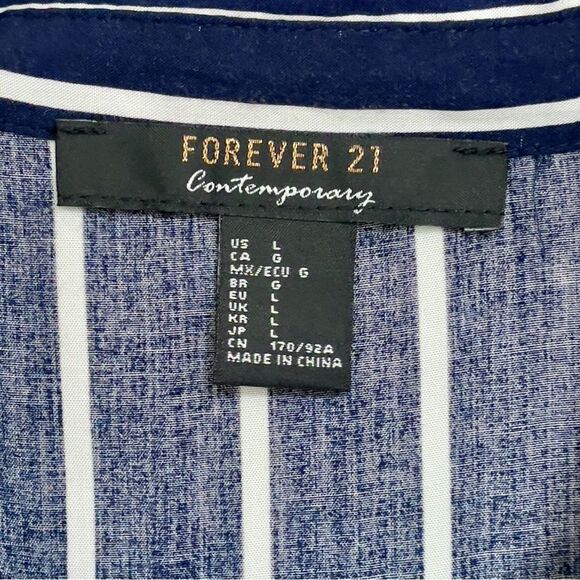 FOREVER 21
Contemporary
US L
CA G
MX/ECU G
BR G
EU L
UK L
KR L
JP L
CN 170/92A
MADE IN CHINA